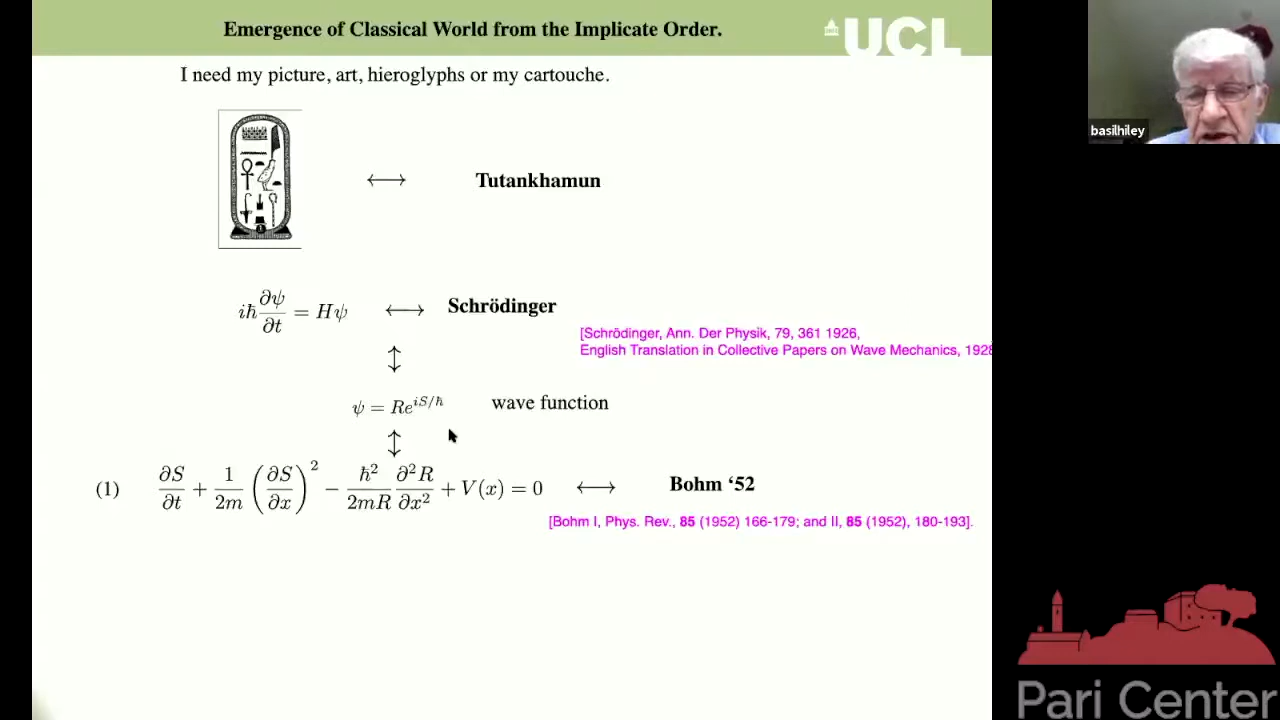 Emergence of Classical World from the Implicate Order.
UCL
I need my picture, art, hieroglyphs or my cartouche.
basilhiley
⟷ Tutankhamun
iħ ∂ψ/∂t = Hψ ⟷ Schrödinger
[Schrödinger, Ann. Der Physik, 79, 361 1926,
English Translation in Collective Papers on Wave Mechanics, 1928
↕
ψ = Re^{iS/ħ} wave function
↕
(1) ∂S/∂t + 1/2m (∂S/∂x)² − ħ²/2mR ∂²R/∂x² + V(x) = 0 ⟷ Bohm ‘52
[Bohm I, Phys. Rev., 85 (1952) 166-179; and II, 85 (1952), 180-193].
Pari Center